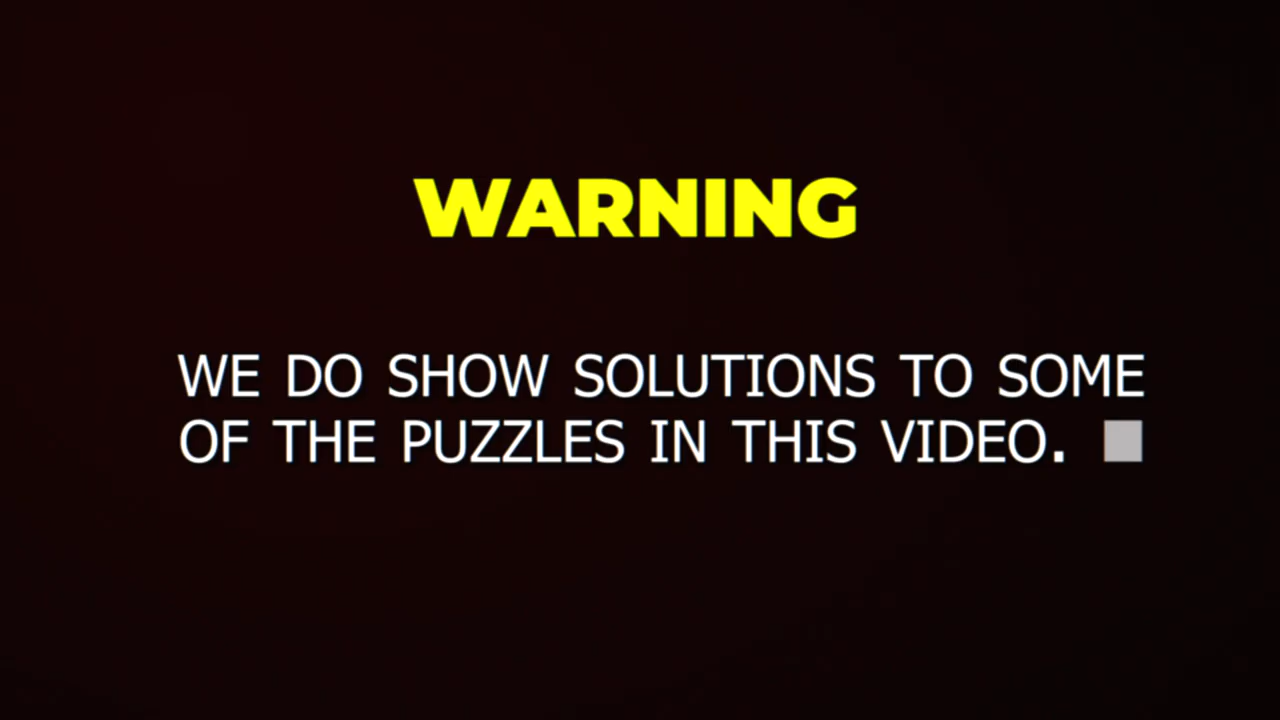 WARNING
WE DO SHOW SOLUTIONS TO SOME
OF THE PUZZLES IN THIS VIDEO.